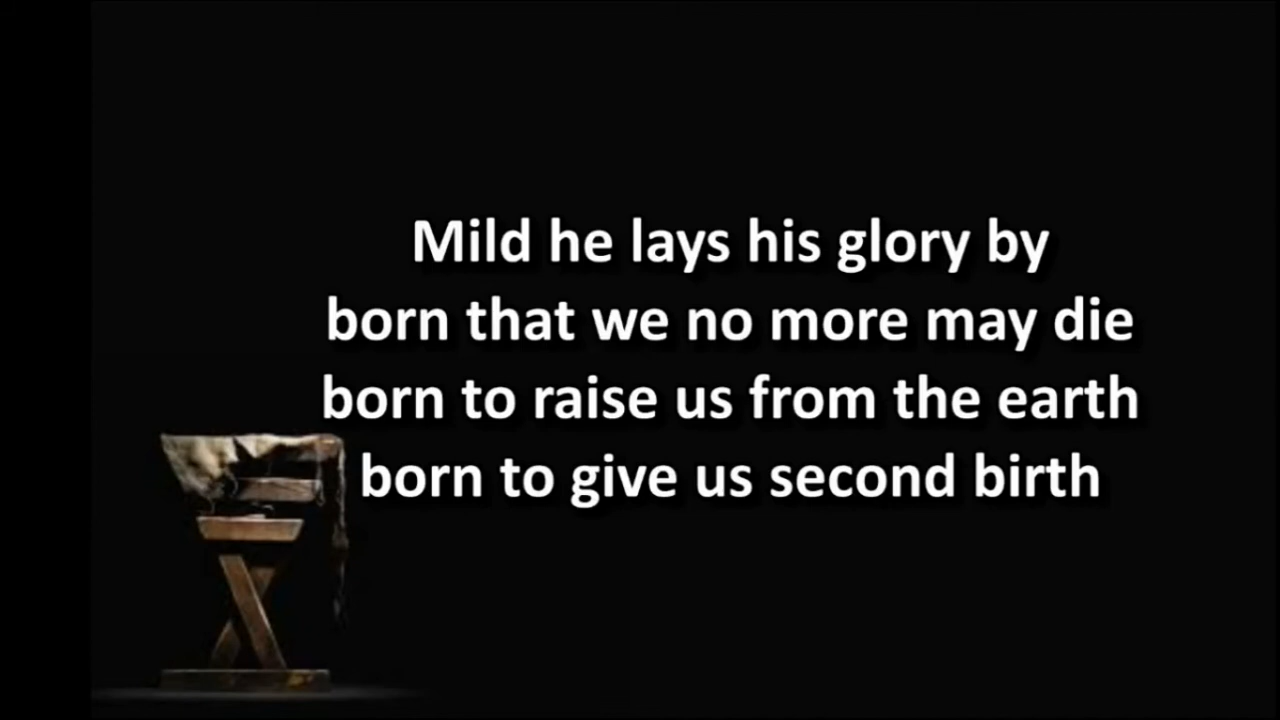 Mild he lays his glory by
born that we no more may die
born to raise us from the earth
born to give us second birth